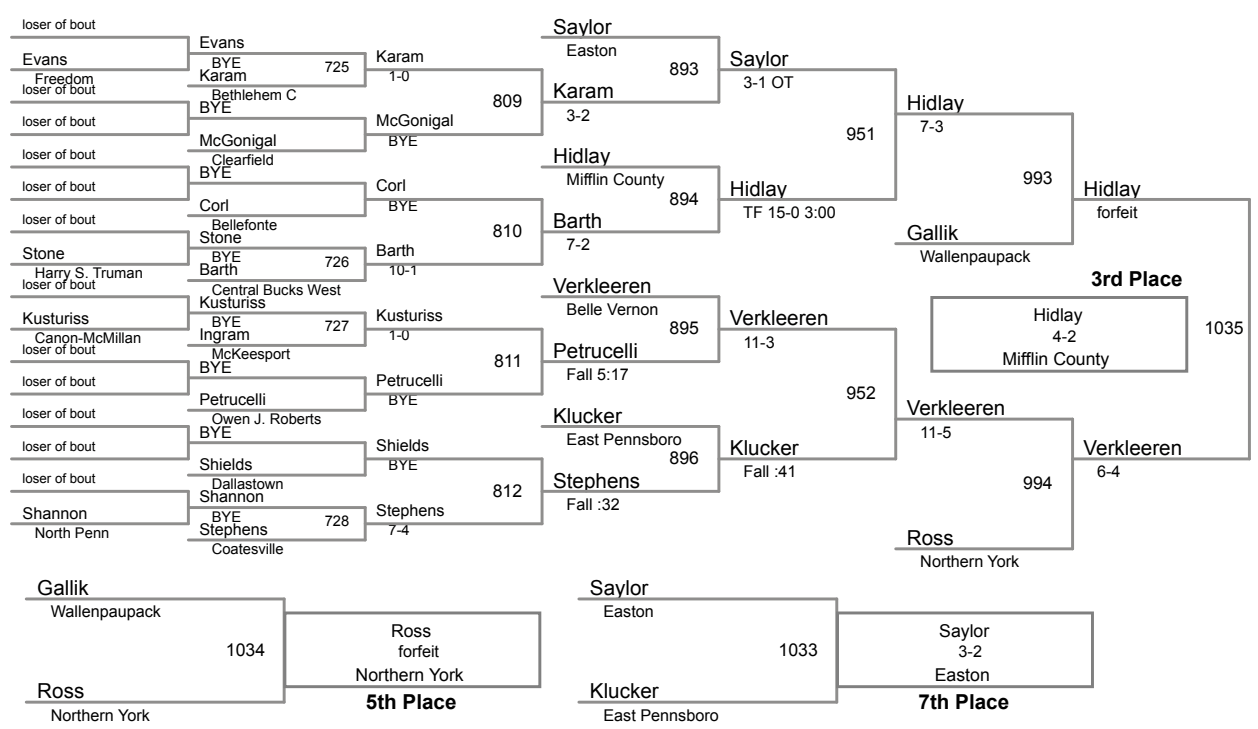 loser of bout
Evans
Freedom
loser of bout
loser of bout
loser of bout
loser of bout
loser of bout
Stone
Harry S. Truman
loser of bout
Kusturiss
Canon-McMillan
loser of bout
loser of bout
loser of bout
loser of bout
loser of bout
Shannon
North Penn
Evans
BYE
725
Karam
Bethlehem C
BYE
McGonigal
Clearfield
BYE
Corl
Bellefonte
Stone
BYE
726
Barth
Central Bucks West
Kusturiss
BYE
727
Ingram
McKeesport
BYE
Petrucelli
Owen J. Roberts
BYE
Shields
Dallastown
Shannon
BYE
728
Stephens
Coatesville
Karam
1-0
809
McGonigal
BYE
Corl
BYE
810
Barth
10-1
Kusturiss
1-0
811
Petrucelli
BYE
Shields
BYE
812
Stephens
7-4
Saylor
Easton
893
Karam
3-2
Hidlay
Mifflin County
894
Barth
7-2
Verkleeren
Belle Vernon
895
Petrucelli
Fall 5:17
Klucker
East Pennsboro
896
Stephens
Fall :32
Saylor
3-1 OT
951
Hidlay
TF 15-0 3:00
Verkleeren
11-3
952
Klucker
Fall :41
Hidlay
7-3
993
Gallik
Wallenpaupack
Verkleeren
11-5
994
Ross
Northern York
Hidlay
forfeit
3rd Place
Hidlay
4-2
Mifflin County
1035
Verkleeren
6-4
Gallik
Wallenpaupack
1034
Ross
Northern York
Ross
forfeit
Northern York
5th Place
Saylor
Easton
1033
Klucker
East Pennsboro
Saylor
3-2
Easton
7th Place